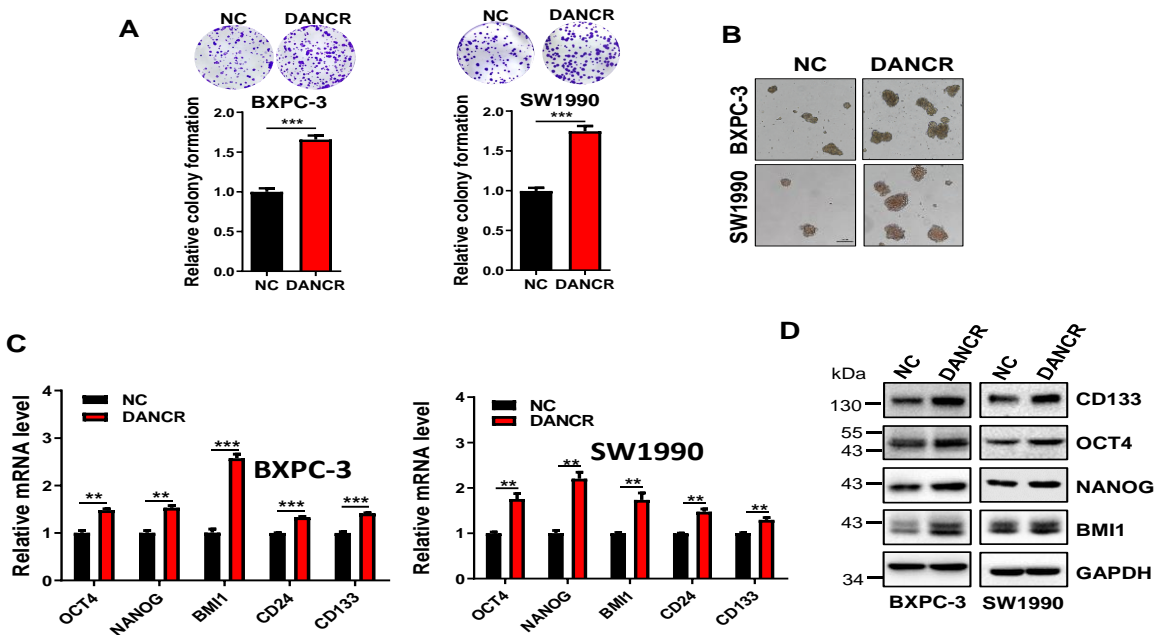 A
NC DANCR
BXPC-3
***
Relative colony formation
2.0
1.5
1.0
0.5
0.0
NC DANCR
NC DANCR
SW1990
***
Relative colony formation
2.0
1.5
1.0
0.5
0.0
NC DANCR
B
NC DANCR
BXPC-3
SW1990
C
NC
DANCR
BXPC-3
Relative mRNA level
4
3
2
1
0
** ** *** *** ***
OCT4 NANOG BMI1 CD24 CD133
NC
DANCR
SW1990
Relative mRNA level
4
3
2
1
0
** ** ** ** **
OCT4 NANOG BMI1 CD24 CD133
D
NC DANCR NC DANCR
kDa
130 CD133
55
43 OCT4
43 NANOG
43 BMI1
34 GAPDH
BXPC-3 SW1990